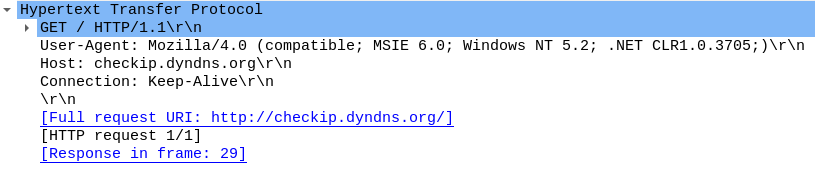 Hypertext Transfer Protocol
GET / HTTP/1.1\r\n
User-Agent: Mozilla/4.0 (compatible; MSIE 6.0; Windows NT 5.2; .NET CLR1.0.3705;)\r\n
Host: checkip.dyndns.org\r\n
Connection: Keep-Alive\r\n
\r\n
[Full request URI: http://checkip.dyndns.org/]
[HTTP request 1/1]
[Response in frame: 29]